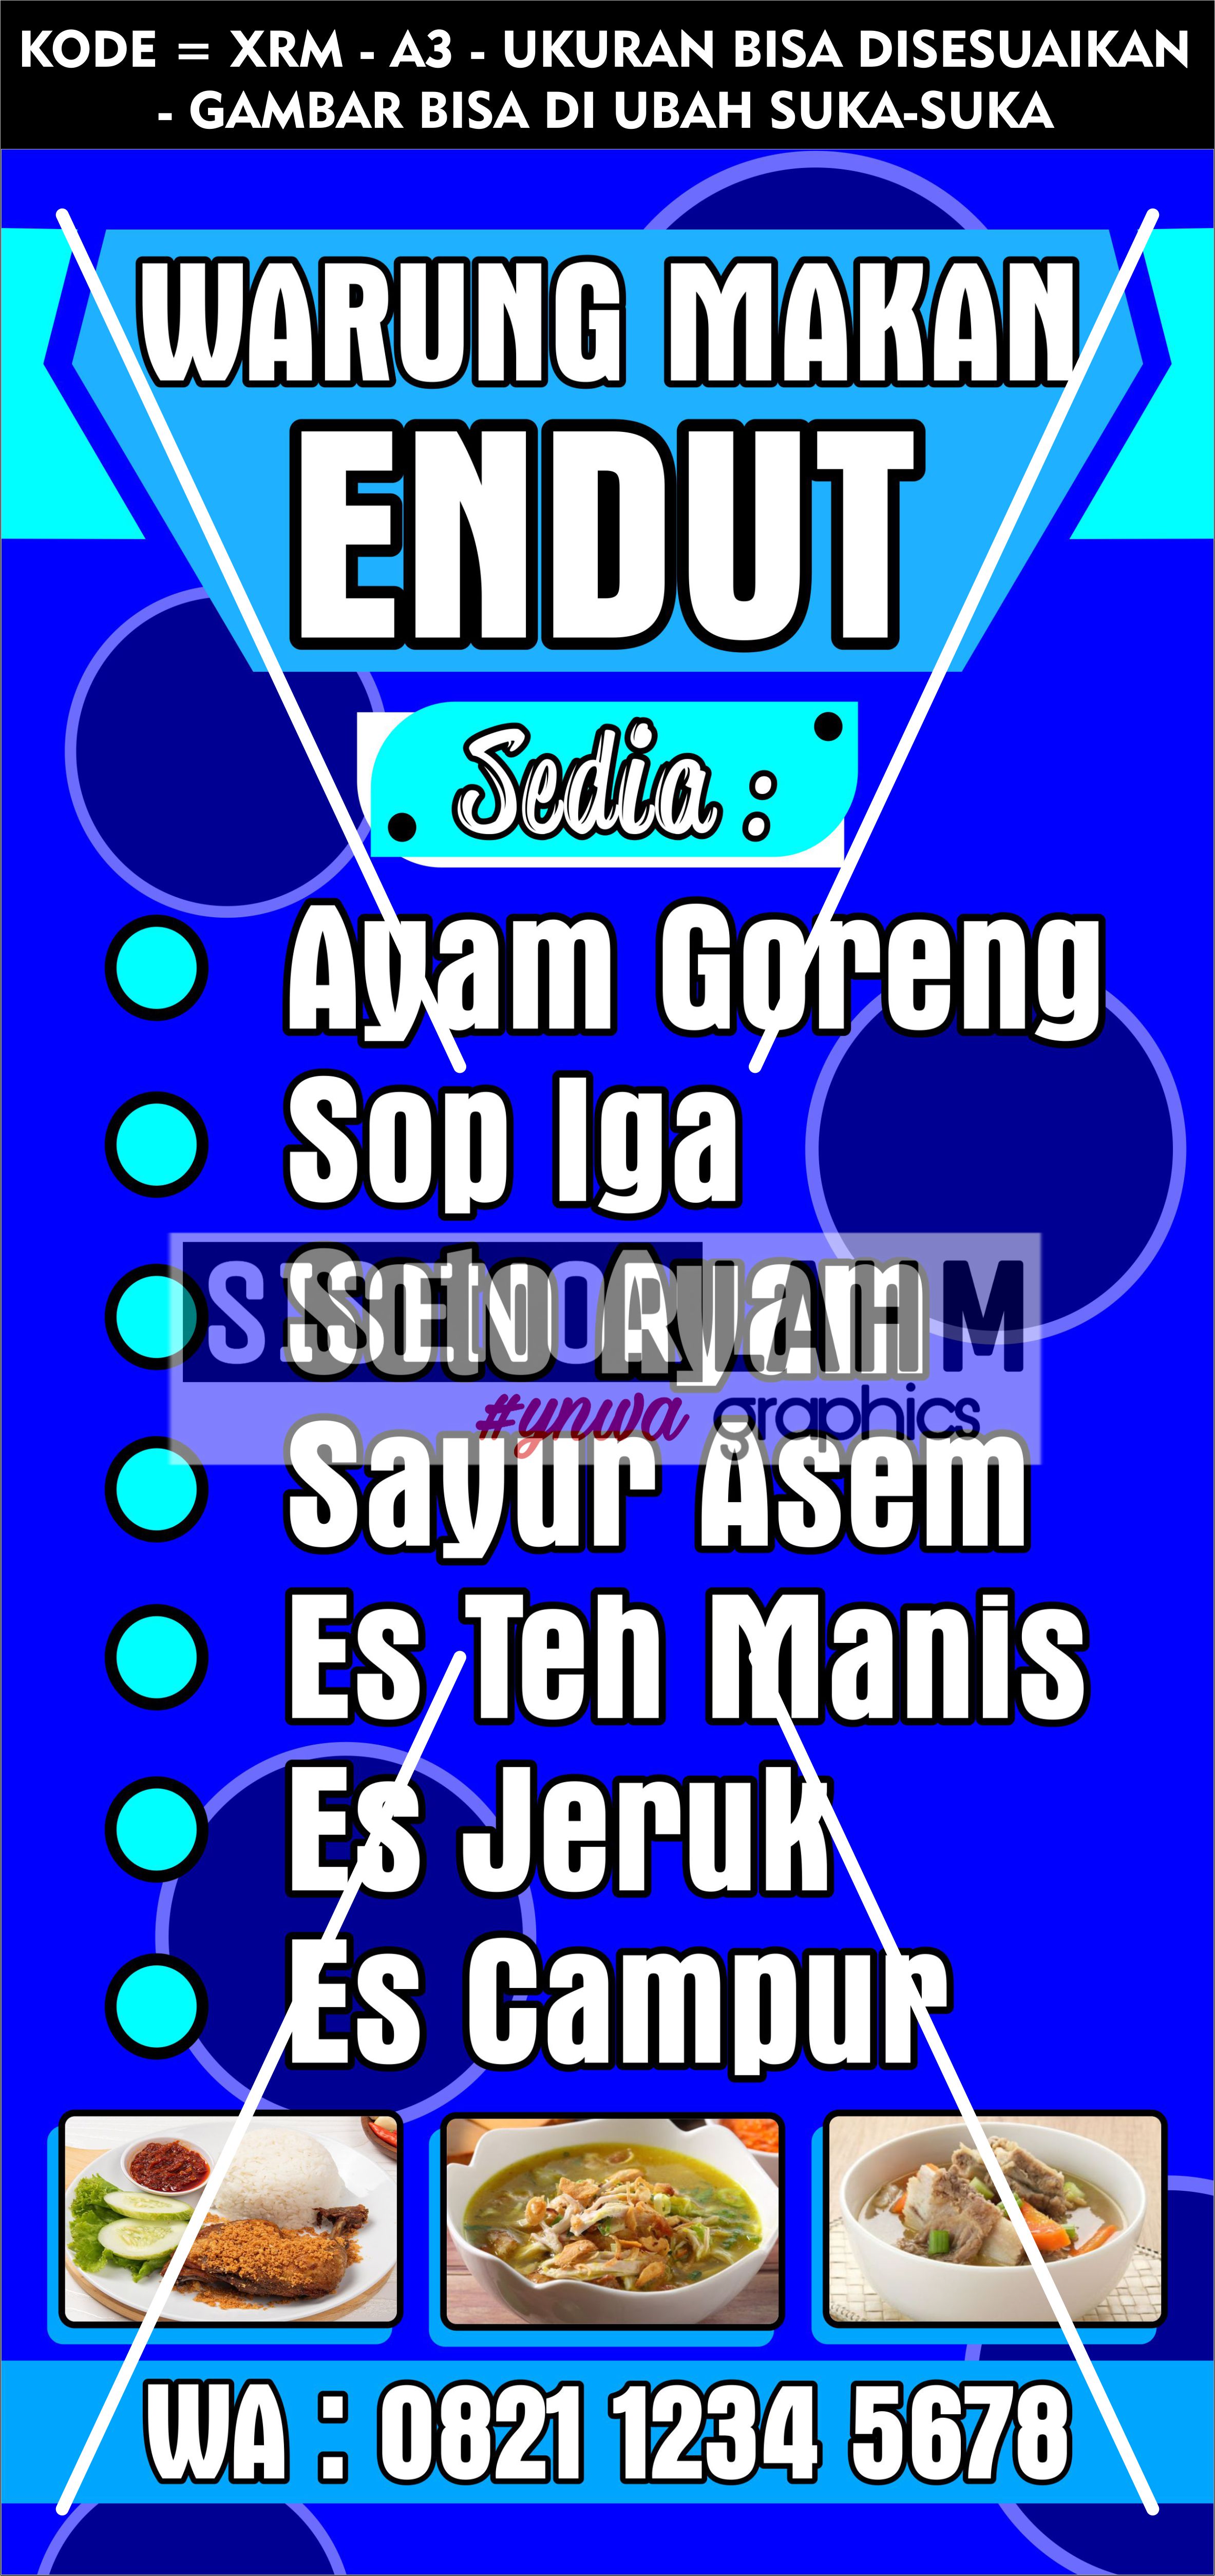 KODE = XRM - A3 - UKURAN BISA DISESUAIKAN
- GAMBAR BISA DI UBAH SUKA-SUKA
WARUNG MAKAN
ENDUT
Sedia :
Ayam Goreng
Sop Iga
Soto Ayam
#ynwa graphics
Sayur Asem
Es Teh Manis
Es Jeruk
Es Campur
WA : 0821 1234 5678